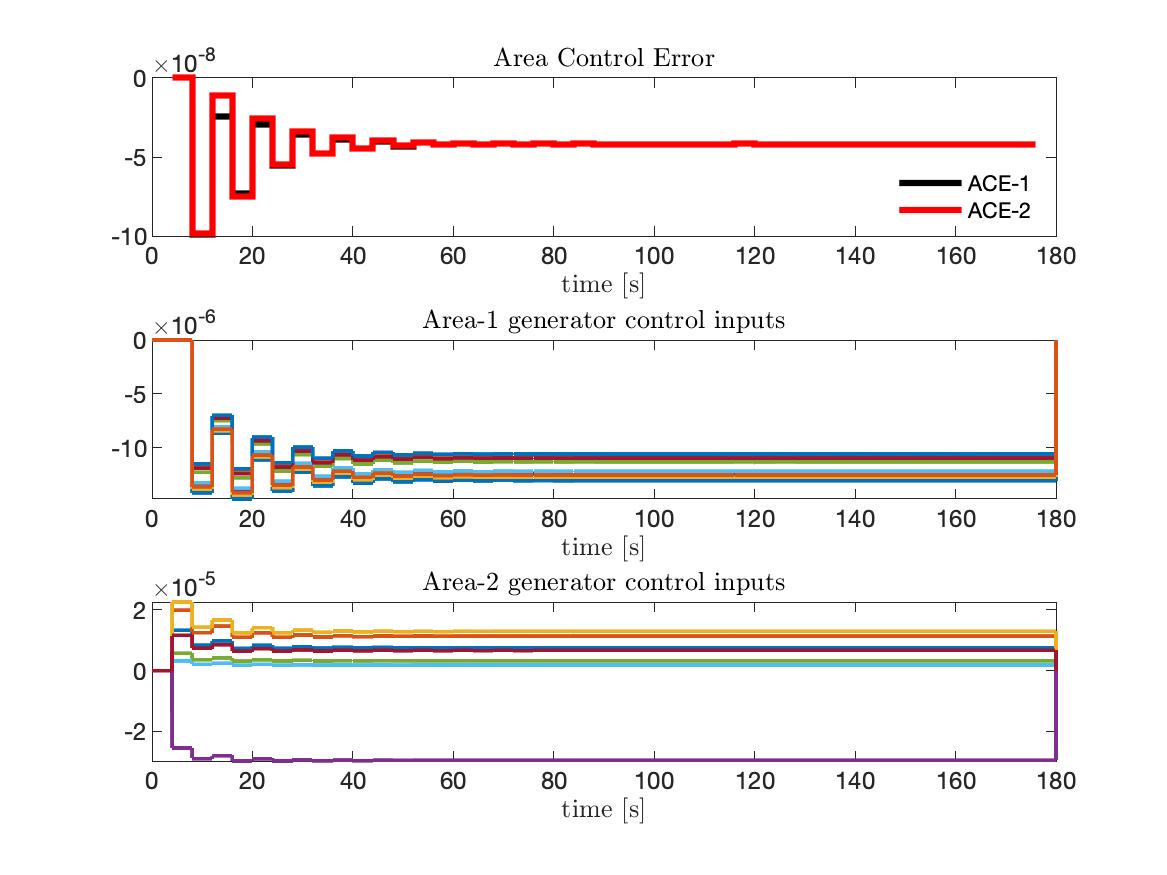 ×10-8
Area Control Error
0
-5
-10
ACE-1
ACE-2
0 20 40 60 80 100 120 140 160 180
time [s]
×10-6
Area-1 generator control inputs
0
-5
-10
0 20 40 60 80 100 120 140 160 180
time [s]
×10-5
Area-2 generator control inputs
2
0
-2
0 20 40 60 80 100 120 140 160 180
time [s]